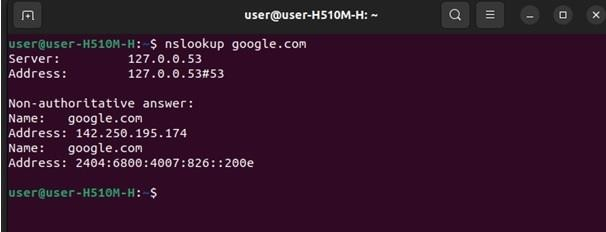 user@user-H510M-H: ~
user@user-H510M-H:~$ nslookup google.com
Server:         127.0.0.53
Address:        127.0.0.53#53
Non-authoritative answer:
Name:   google.com
Address: 142.250.195.174
Name:   google.com
Address: 2404:6800:4007:826::200e
user@user-H510M-H:~$